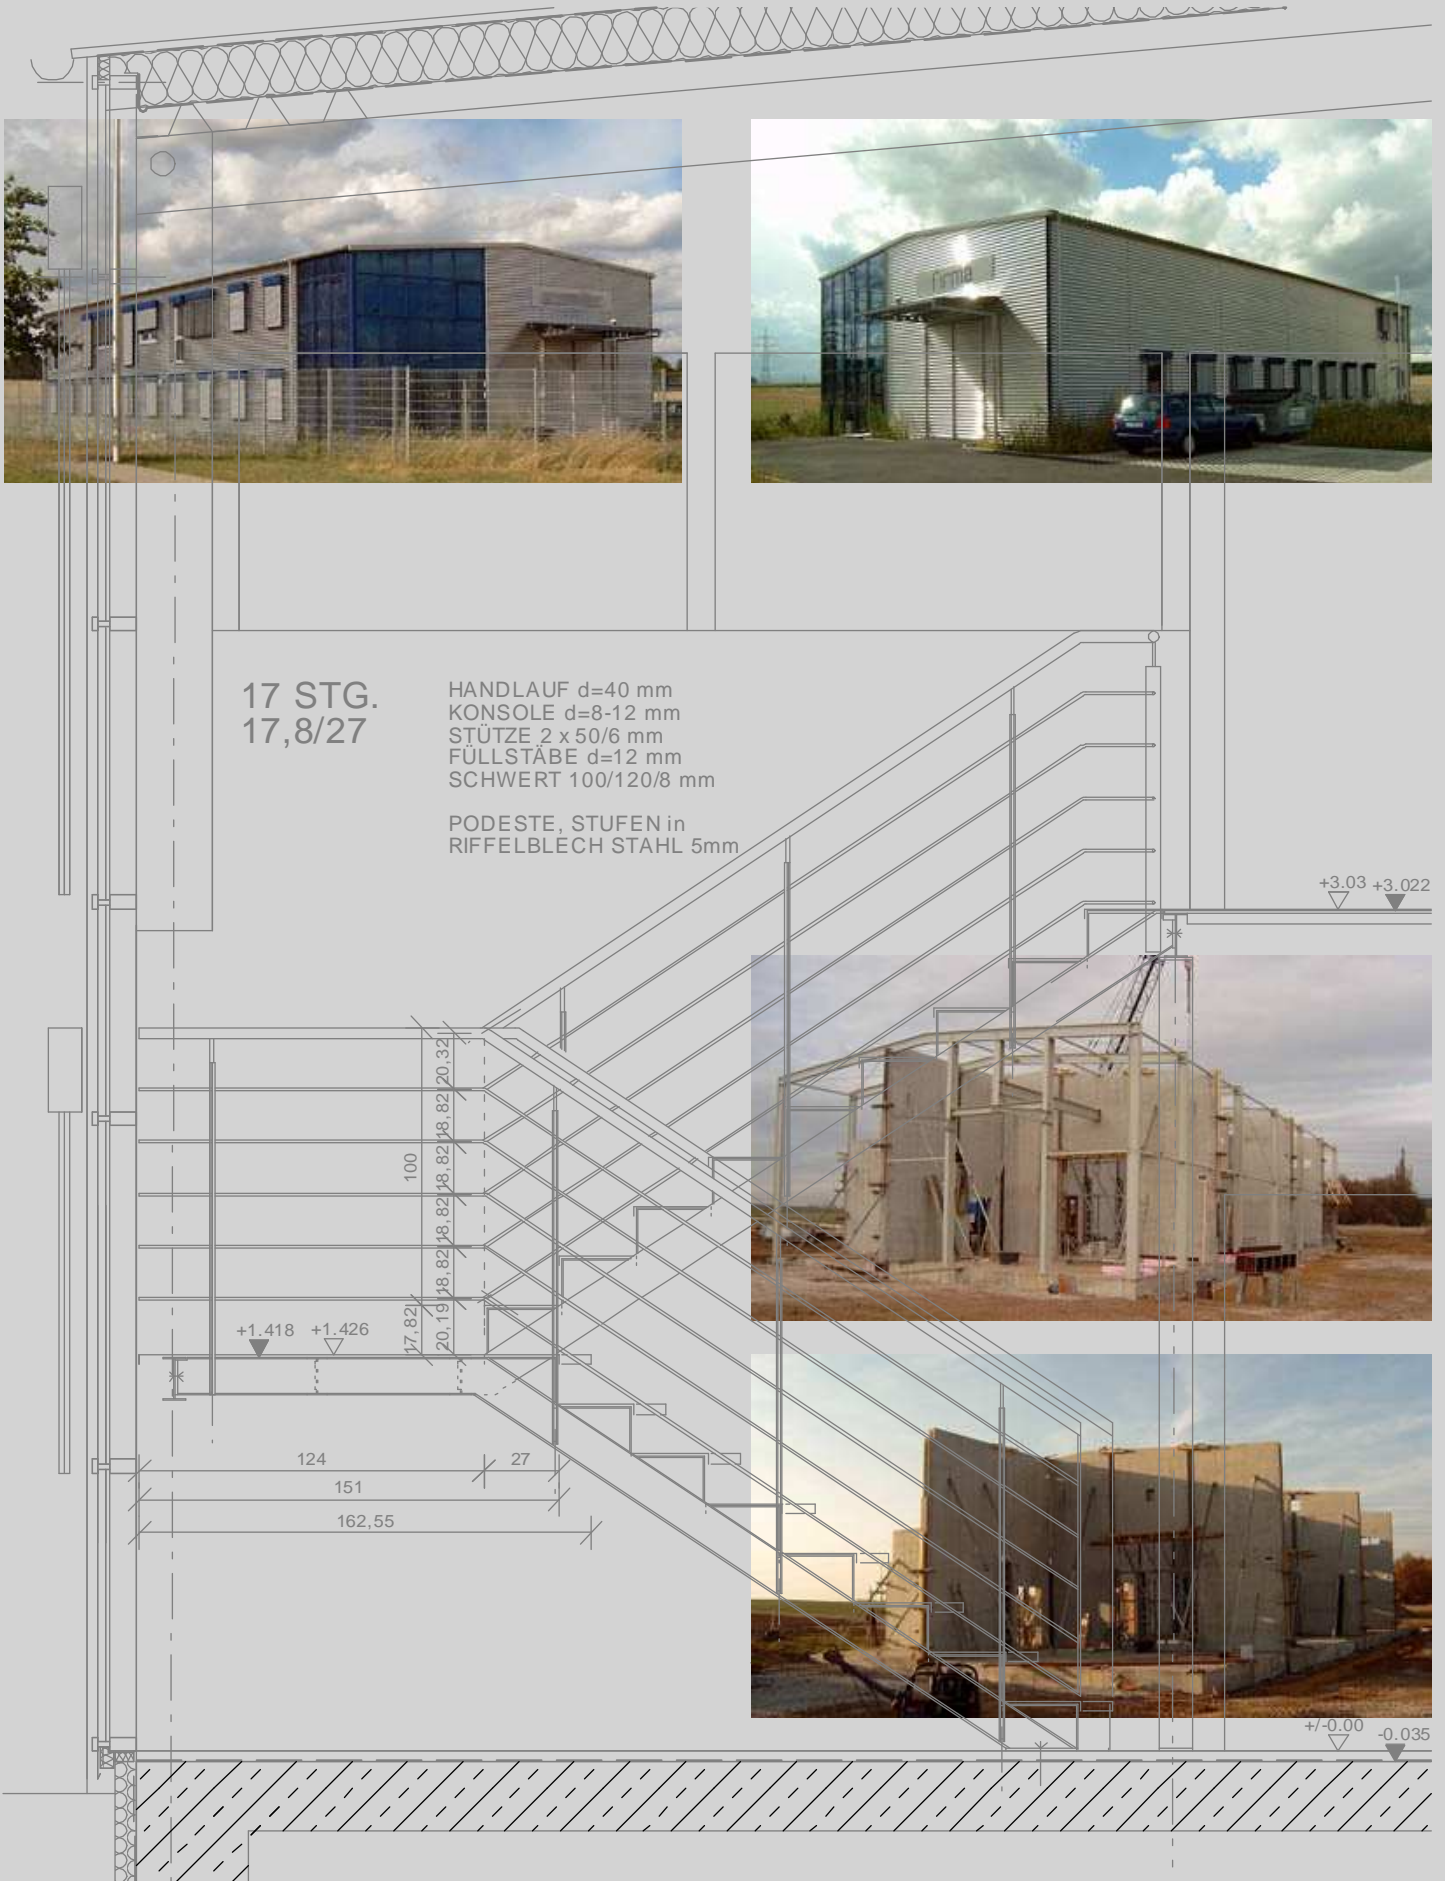 firma
17 STG.
17,8/27
HANDLAUF d=40 mm
KONSOLE d=8-12 mm
STÜTZE 2 x 50/6 mm
FÜLLSTÄBE d=12 mm
SCHWERT 100/120/8 mm
PODESTE, STUFEN in
RIFFELBLECH STAHL 5mm
+3.03 +3.022
20,32
18,82
18,82
100
18,82
18,82
17,82
20,19
+1.418 +1.426
124 27
151
162,55
+/-0.00 -0.035